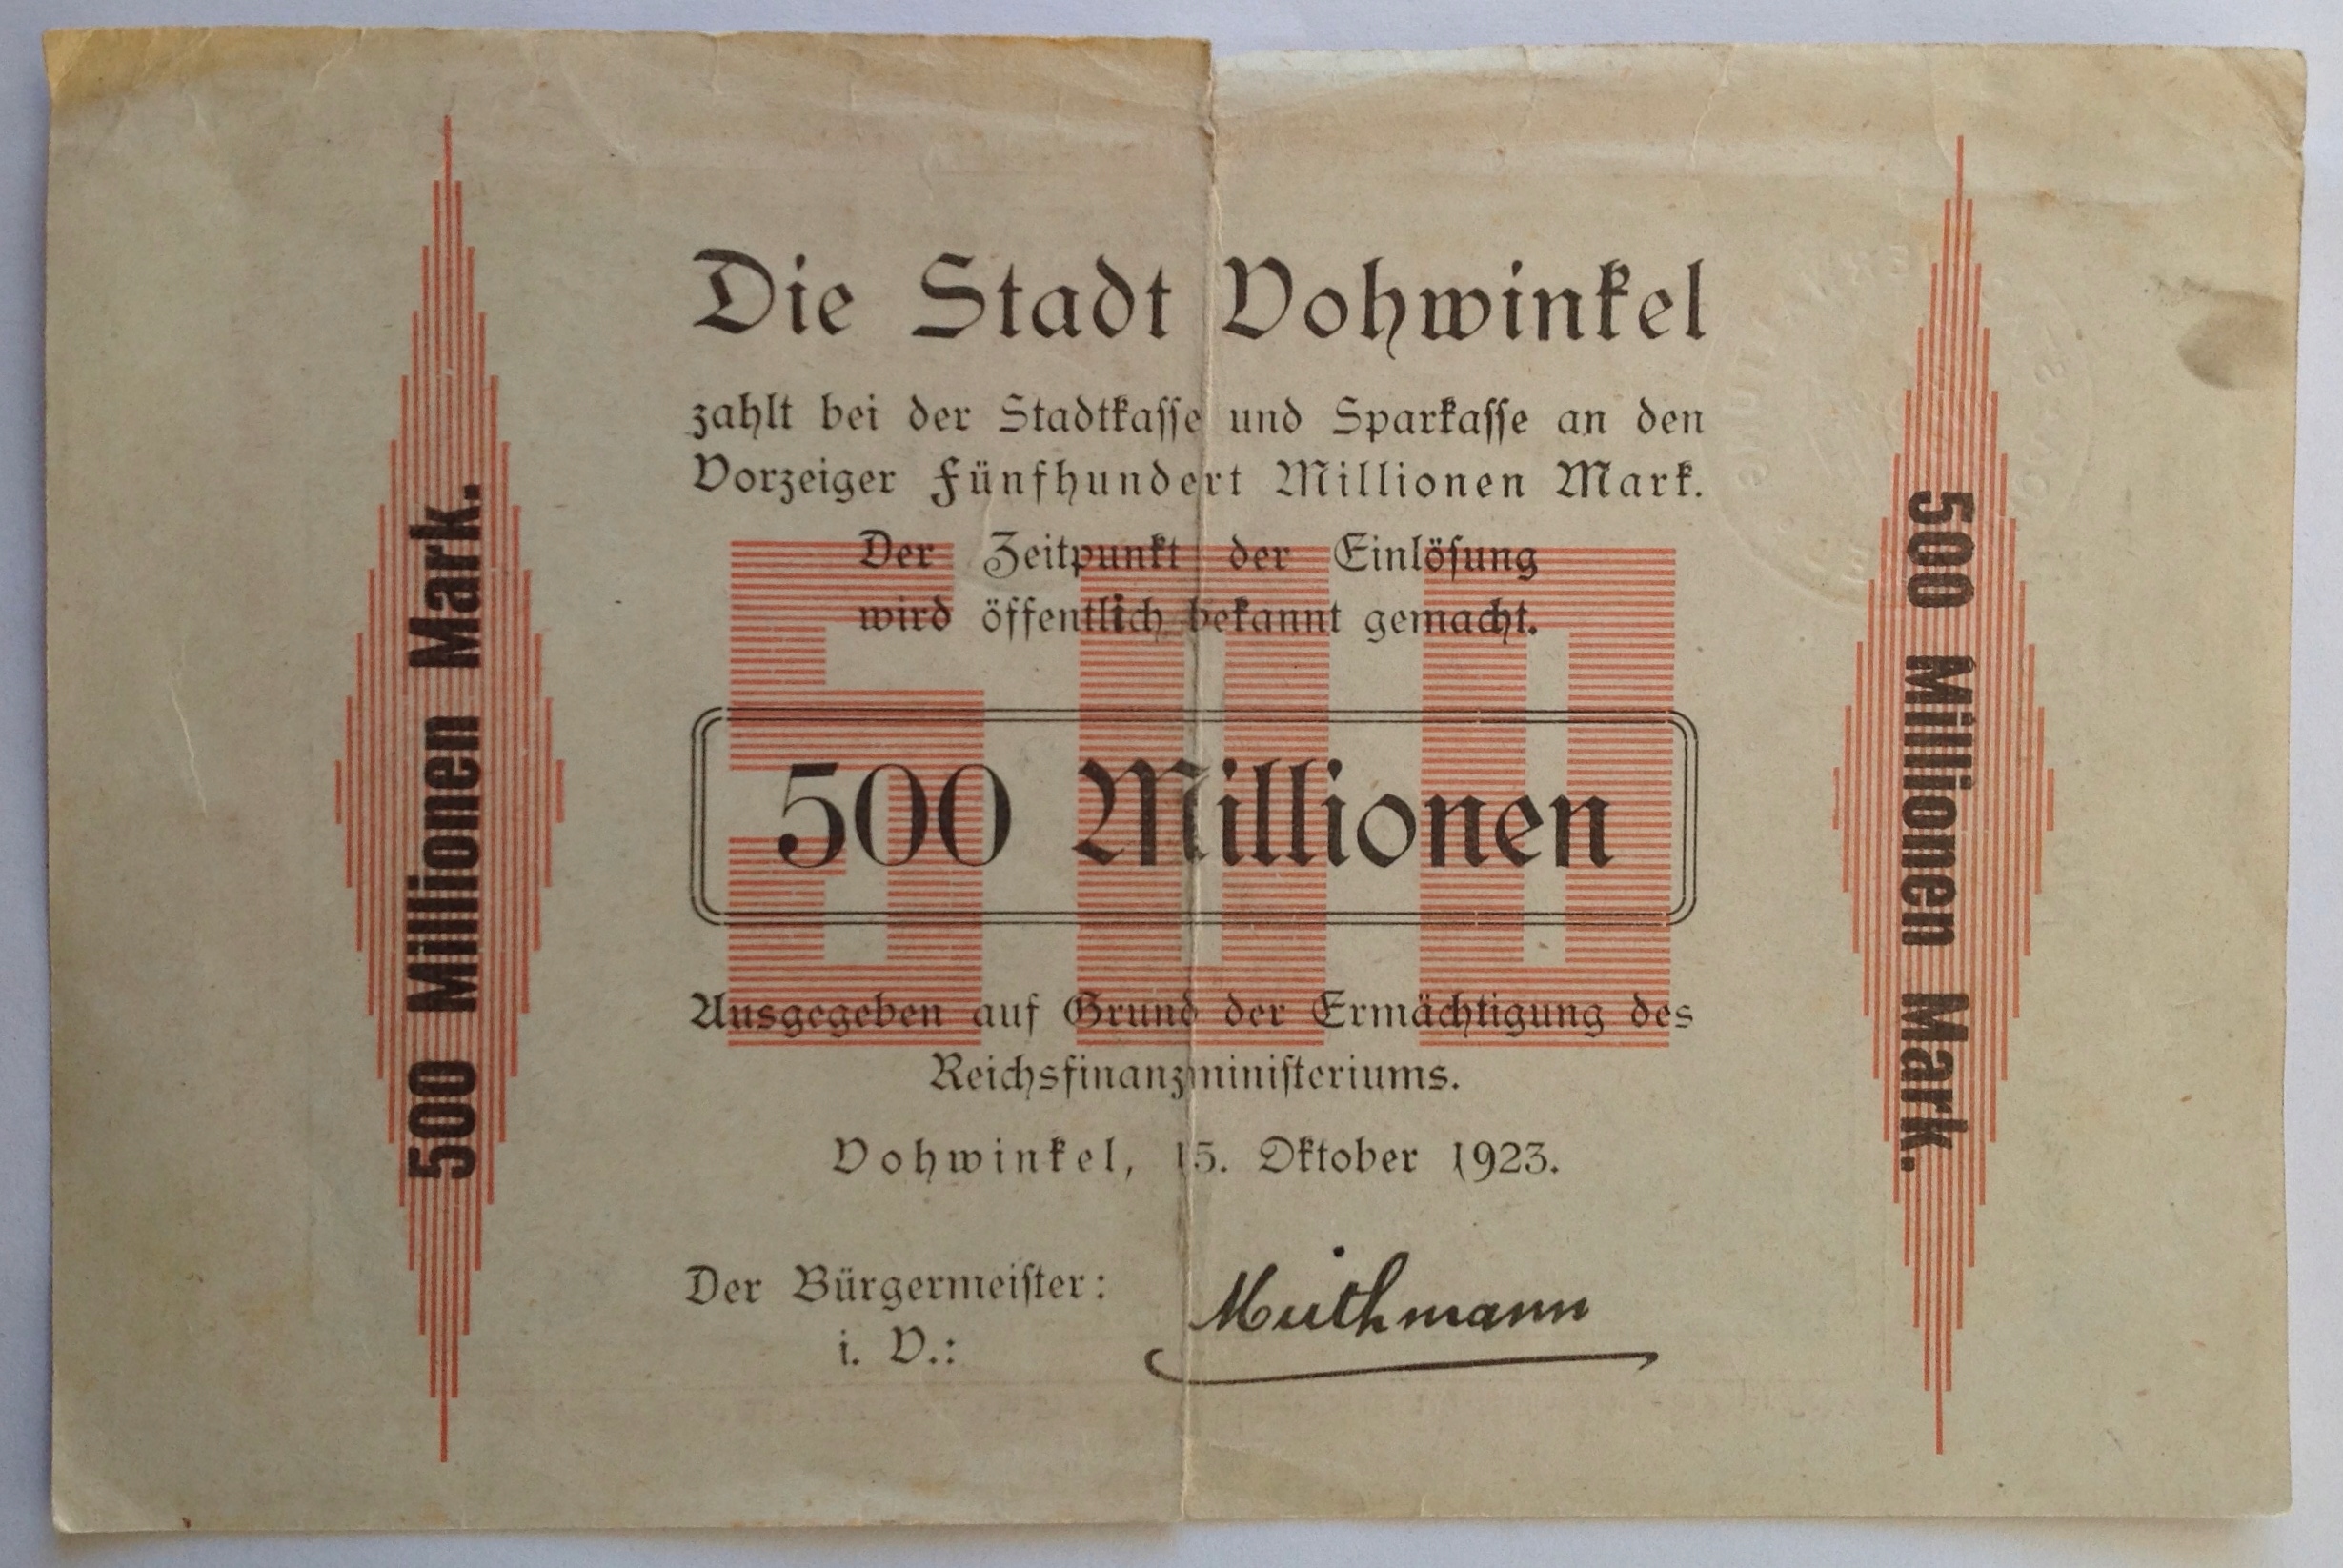 500 Millionen Mark.
Die Stadt Vohwinkel
zahlt bei der Stadtkasse und Sparkasse an den
Vorzeiger Fünfhundert Millionen Mark.
Der Zeitpunkt der Einlösung
wird öffentlich bekannt gemacht.
500
500 Millionen
Ausgegeben auf Grund der Ermächtigung des
Reichsfinanzministeriums.
Vohwinkel, 15. Oktober 1923.
Der Bürgermeister:
i. V.:
Muthmann
500 Millionen Mark.